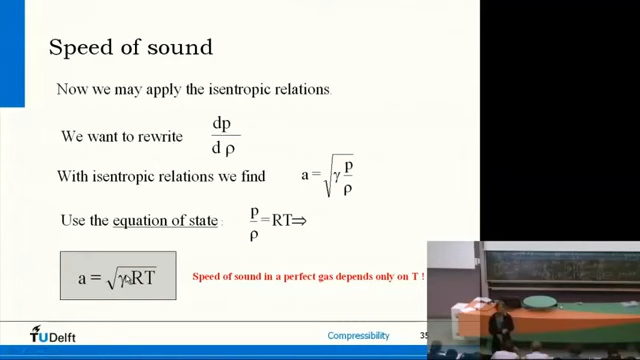 Speed of sound
Now we may apply the isentropic relations.
We want to rewrite dp/dρ
With isentropic relations we find a = √(γ p/ρ)
Use the equation of state : p/ρ = RT⇒
a = √γRT Speed of sound in a perfect gas depends only on T !
TUDelft Compressibility 35